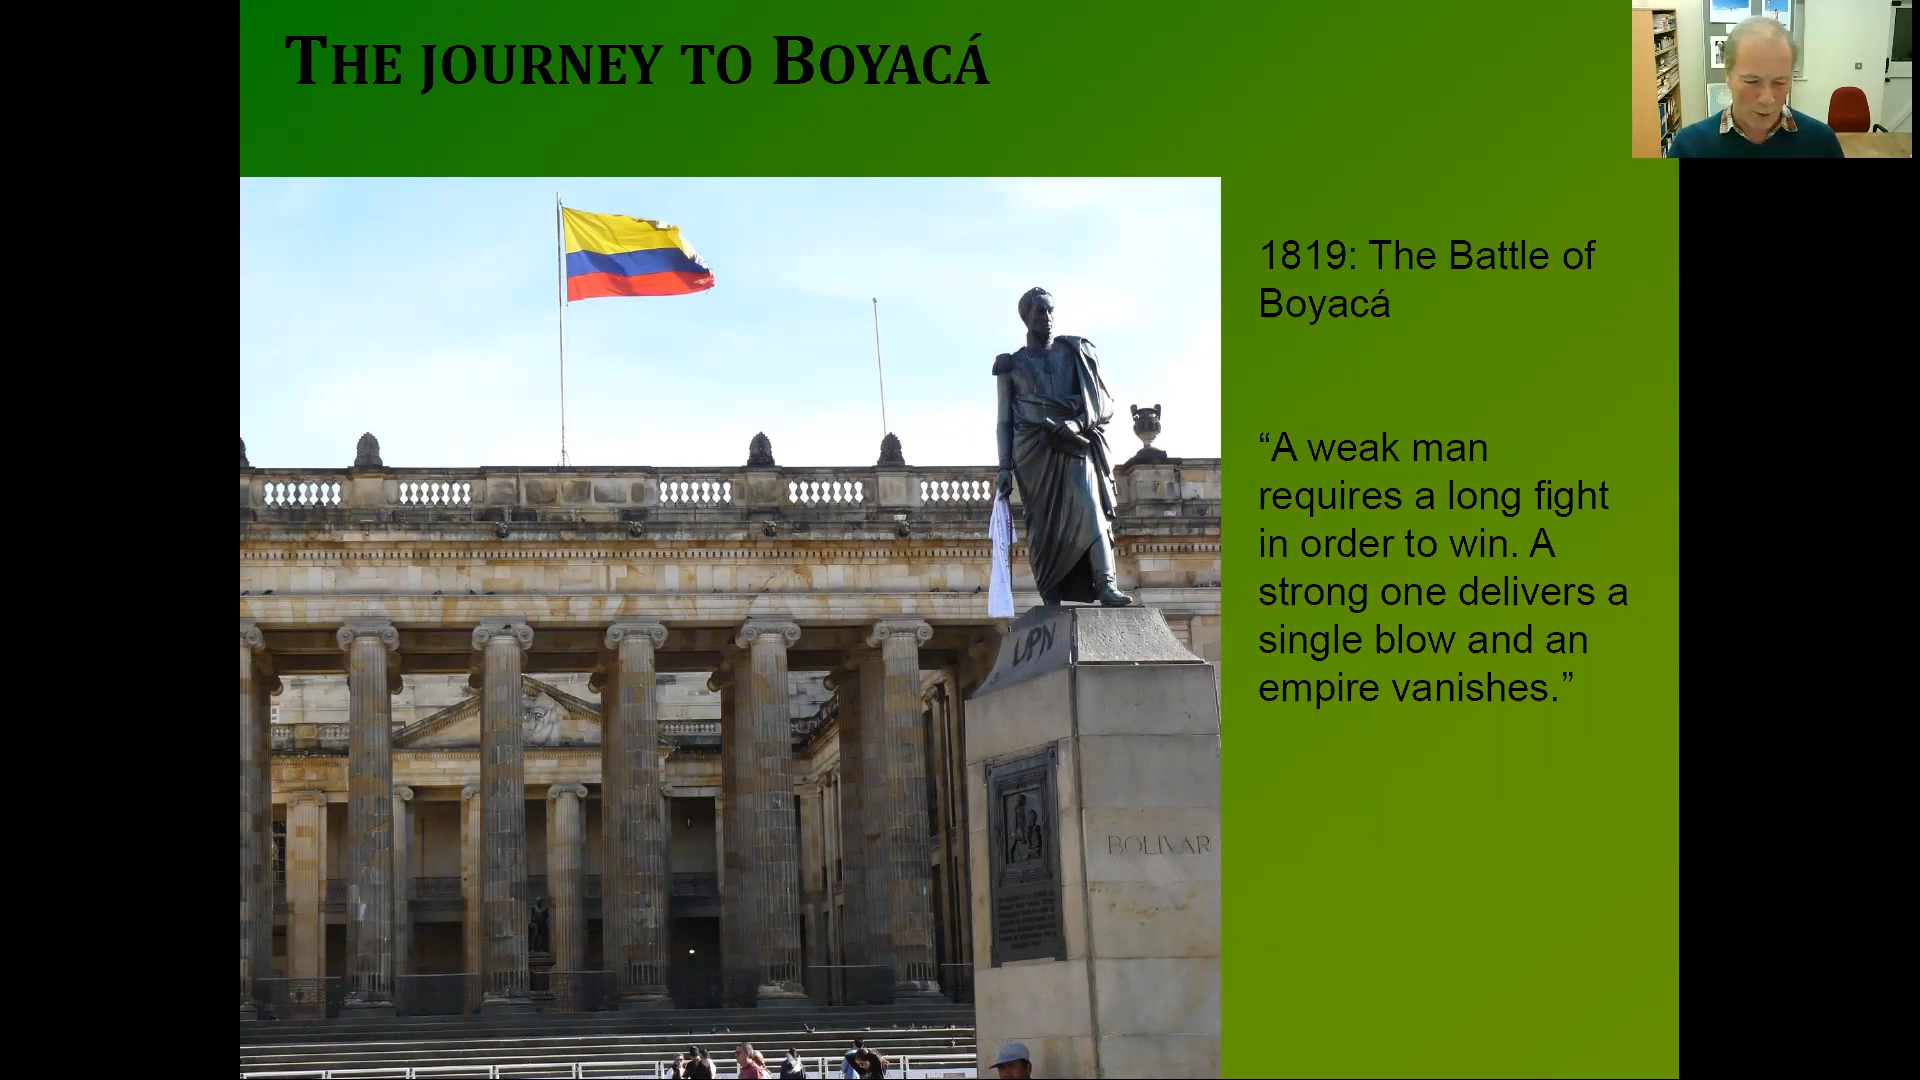 THE JOURNEY TO BOYACÁ
1819: The Battle of
Boyacá
“A weak man
requires a long fight
in order to win. A
strong one delivers a
single blow and an
empire vanishes.”
UPN
BOLIVAR